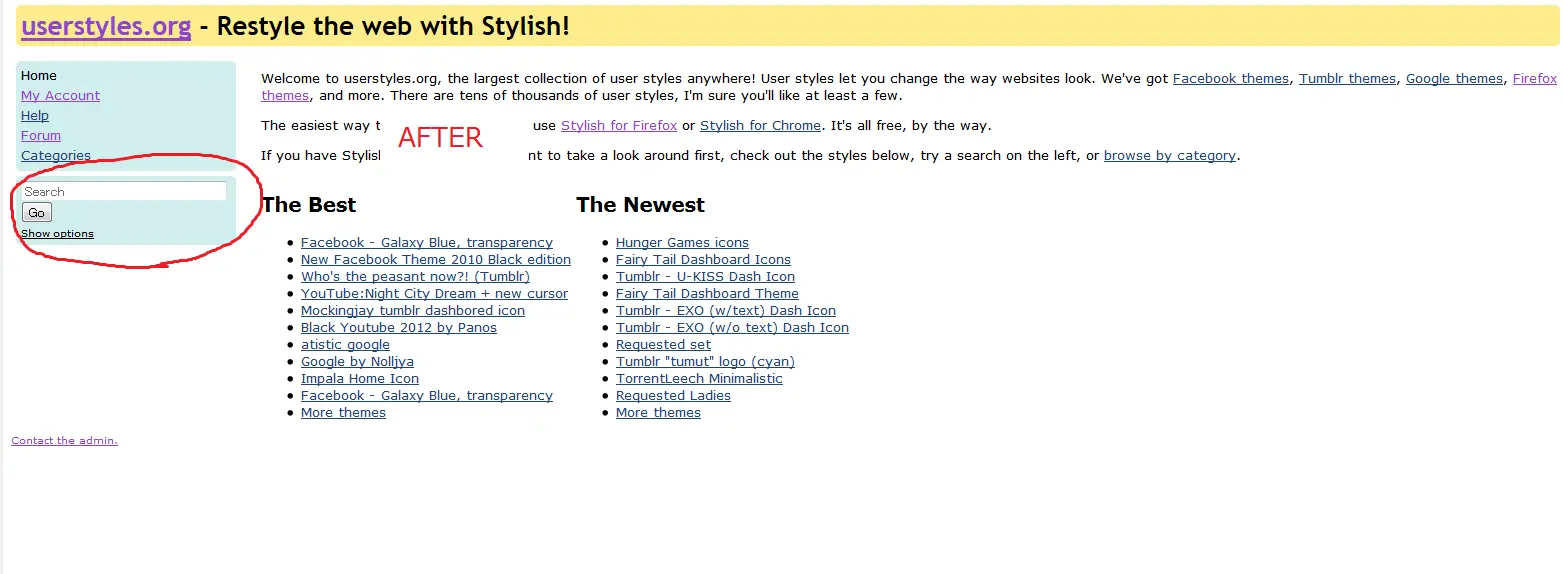 userstyles.org - Restyle the web with Stylish!
Home
My Account
Help
Forum
Categories
Search
Go
Show options
Welcome to userstyles.org, the largest collection of user styles anywhere! User styles let you change the way websites look. We've got Facebook themes, Tumblr themes, Google themes, Firefox
themes, and more. There are tens of thousands of user styles, I'm sure you'll like at least a few.
The easiest way use Stylish for Firefox or Stylish for Chrome. It's all free, by the way.
AFTER
If you have to take a look around first, check out the styles below, try a search on the left, or browse by category.
The Best
Facebook - Galaxy Blue, transparency
New Facebook Theme 2010 Black edition
Who's the peasant now?! (Tumblr)
YouTube:Night City Dream + new cursor
Mockingjay tumblr dashbored icon
Black Youtube 2012 by Panos
atistic google
Google by Nolljya
Impala Home Icon
Facebook - Galaxy Blue, transparency
More themes
The Newest
Hunger Games icons
Fairy Tail Dashboard Icons
Tumblr - U-KISS Dash Icon
Fairy Tail Dashboard Theme
Tumblr - EXO (w/text) Dash Icon
Tumblr - EXO (w/o text) Dash Icon
Requested set
Tumblr "tumut" logo (cyan)
TorrentLeech Minimalistic
Requested Ladies
More themes
Contact the admin.